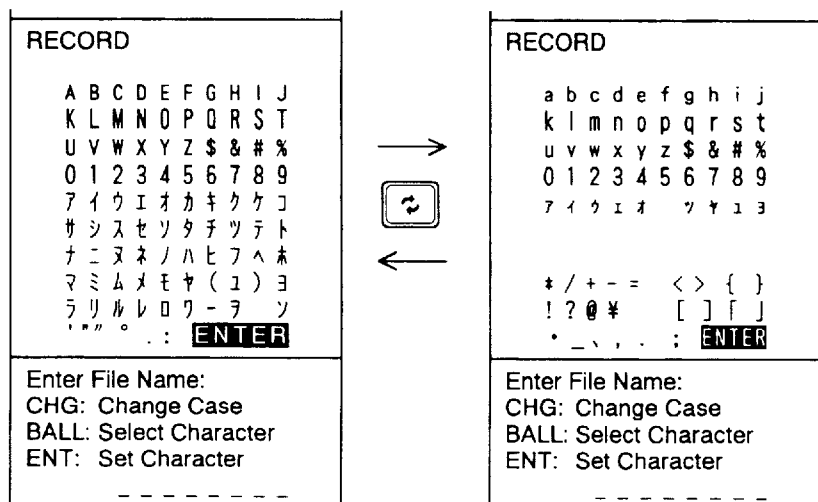 RECORD
A B C D E F G H I J
K L M N O P Q R S T
U V W X Y Z $ & # %
0 1 2 3 4 5 6 7 8 9
ア イ ウ エ オ カ キ ク ケ コ
サ シ ス セ ソ タ チ ツ テ ト
ナ ニ ヌ ネ ノ ハ ヒ フ ヘ ホ
マ ミ ム メ モ ヤ ( ユ ) ヨ
ラ リ ル レ ロ ワ - ヲ ン
' " ″ ° . : ENTER
Enter File Name:
CHG: Change Case
BALL: Select Character
ENT: Set Character
_ _ _ _ _ _ _ _
RECORD
a b c d e f g h i j
k l m n o p q r s t
u v w x y z $ & # %
0 1 2 3 4 5 6 7 8 9
ァ ィ ゥ ェ ォ ッ ャ ュ ョ
* / + - = < > { }
! ? @ ¥ [ ] ｢ ｣
・ _ 、 , . ; ENTER
Enter File Name:
CHG: Change Case
BALL: Select Character
ENT: Set Character
_ _ _ _ _ _ _ _